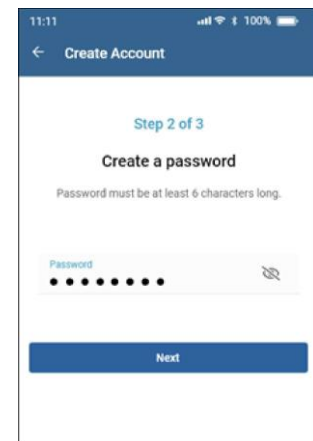 11:11 100%
Create Account
Step 2 of 3
Create a password
Password must be at least 6 characters long.
Password
Next